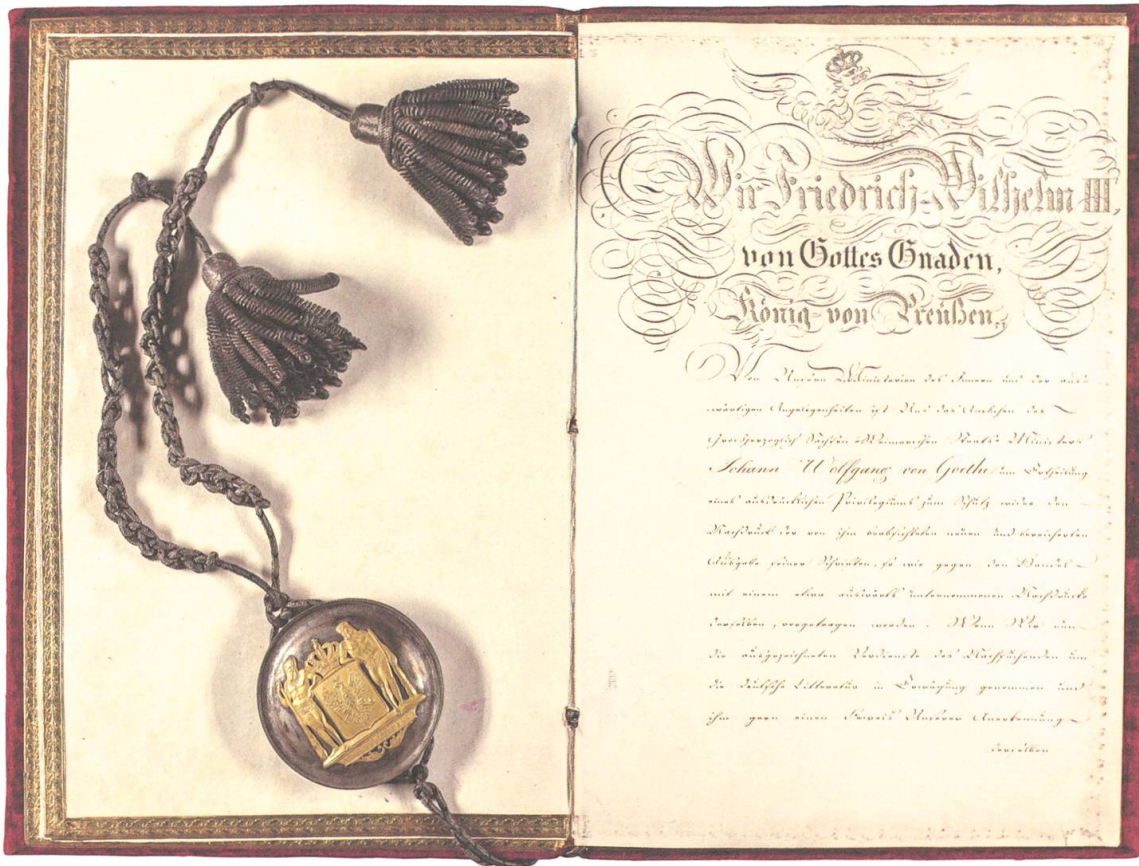 Wir Friedrich-Wilhelm III,
von Gottes Gnaden,
König von Preußen,
Von Unsern Ministerien des Innern und der aus-
wärtigen Angelegenheiten ist Uns das Ansuchen des
Großherzoglich Sachsen-Weimarischen Staats-Ministers
Johann Wolfgang von Goethe um Ertheilung
eines ausdrücklichen Privilegiums zum Schutz wider den
Nachdruck der von ihm beabsichteten neuen und bereicherten
Ausgabe seiner Schriften, so wie gegen den Handel
mit einem etwa auswärts unternommenen Nachdrucke
derselben, vorgetragen worden. Wenn Wir nun
die ausgezeichneten Verdienste des Nachsuchenden um
die deutsche Litteratur in Erwägung genommen und
ihm gern einen Beweis Unserer Anerkennung
derselben